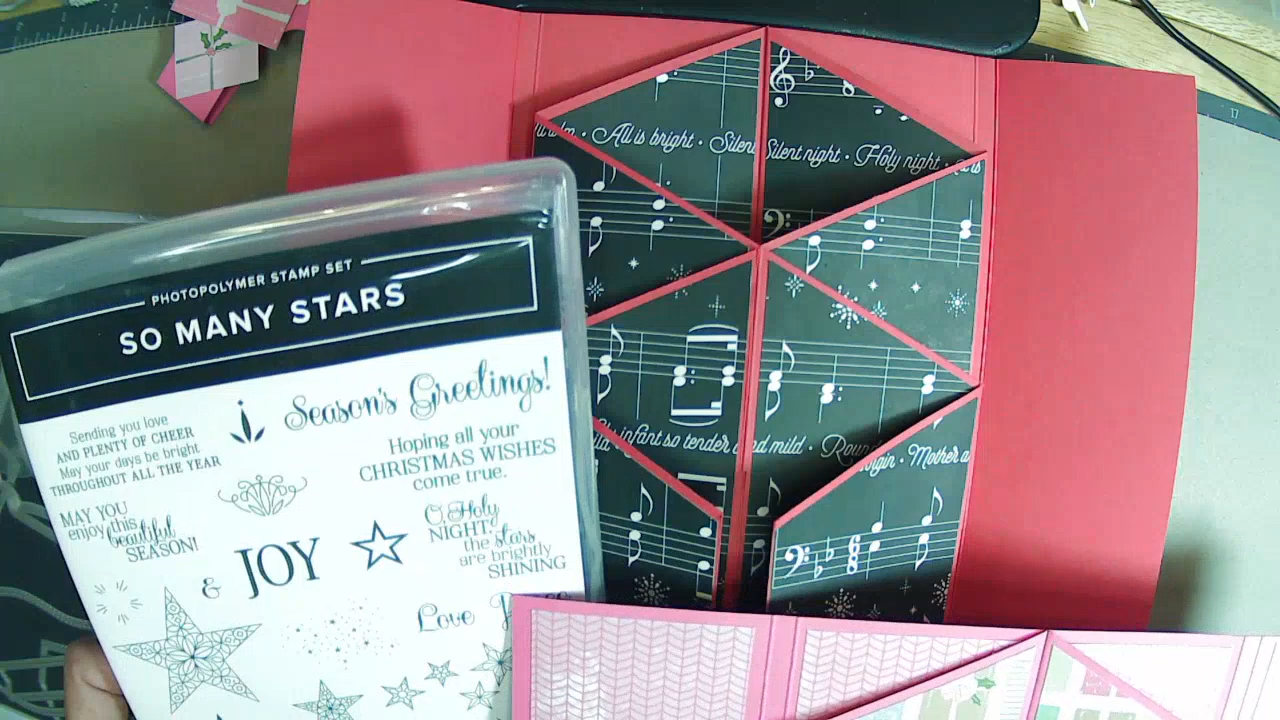 PHOTOPOLYMER STAMP SET
SO MANY STARS
Season's Greetings!
Sending you love
AND PLENTY OF CHEER
May your days be bright
THROUGHOUT ALL THE YEAR
Hoping all your
CHRISTMAS WISHES
come true.
MAY YOU
enjoy this
beautiful
SEASON!
O Holy
NIGHT,
the stars
are brightly
SHINING
& JOY
Love
All is bright • Silent
Silent night • Holy night •
infant so tender and mild •
Mother
14
17